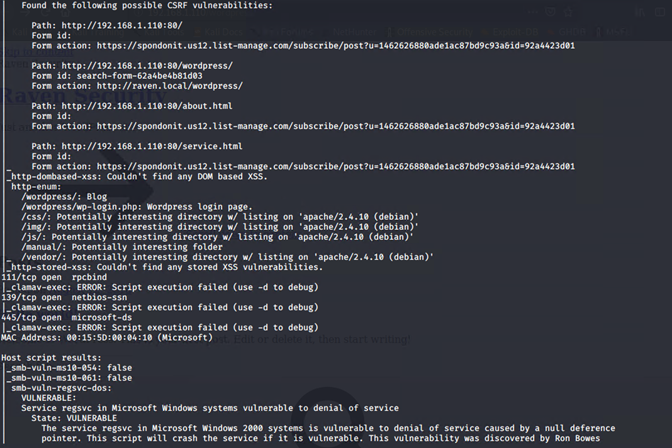 Found the following possible CSRF vulnerabilities:
Path: http://192.168.1.110:80/
Form id:
Form action: https://spondonit.us12.list-manage.com/subscribe/post?u=1462626880ade1ac87bd9c93a&id=92a4423d01
Path: http://192.168.1.110:80/wordpress/
Form id: search-form-62a4be4b81d03
Form action: http://raven.local/wordpress/
Path: http://192.168.1.110:80/about.html
Form id:
Form action: https://spondonit.us12.list-manage.com/subscribe/post?u=1462626880ade1ac87bd9c93a&id=92a4423d01
Path: http://192.168.1.110:80/service.html
Form id:
Form action: https://spondonit.us12.list-manage.com/subscribe/post?u=1462626880ade1ac87bd9c93a&id=92a4423d01
|_http-dombased-xss: Couldn't find any DOM based XSS.
http-enum:
/wordpress/: Blog
/wordpress/wp-login.php: Wordpress login page.
/css/: Potentially interesting directory w/ listing on 'apache/2.4.10 (debian)'
/img/: Potentially interesting directory w/ listing on 'apache/2.4.10 (debian)'
/js/: Potentially interesting directory w/ listing on 'apache/2.4.10 (debian)'
/manual/: Potentially interesting folder
_ /vendor/: Potentially interesting directory w/ listing on 'apache/2.4.10 (debian)'
|_http-stored-xss: Couldn't find any stored XSS vulnerabilities.
111/tcp open rpcbind
|_clamav-exec: ERROR: Script execution failed (use -d to debug)
139/tcp open netbios-ssn
|_clamav-exec: ERROR: Script execution failed (use -d to debug)
445/tcp open microsoft-ds
|_clamav-exec: ERROR: Script execution failed (use -d to debug)
MAC Address: 00:15:5D:00:04:10 (Microsoft)
Host script results:
|_smb-vuln-ms10-054: false
|_smb-vuln-ms10-061: false
smb-vuln-regsvc-dos:
VULNERABLE:
Service regsvc in Microsoft Windows systems vulnerable to denial of service
State: VULNERABLE
The service regsvc in Microsoft Windows 2000 systems is vulnerable to denial of service caused by a null deference
pointer. This script will crash the service if it is vulnerable. This vulnerability was discovered by Ron Bowes
Raven Security
Edit or delete it, then start writing!